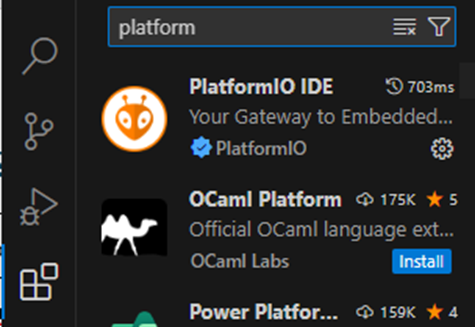 platform
PlatformIO IDE 703ms
Your Gateway to Embedded...
PlatformIO
OCaml Platform 175K 5
Official OCaml language ext...
OCaml Labs Install
Power Platfor... 159K 4